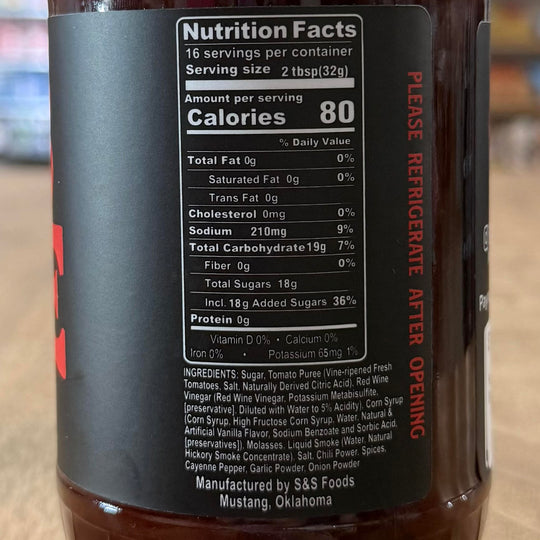 Nutrition Facts
16 servings per container
Serving size 2 tbsp(32g)
Amount per serving
Calories 80
% Daily Value
Total Fat 0g 0%
Saturated Fat 0g 0%
Trans Fat 0g
Cholesterol 0mg 0%
Sodium 210mg 9%
Total Carbohydrate 19g 7%
Fiber 0g 0%
Total Sugars 18g
Incl. 18g Added Sugars 36%
Protein 0g
Vitamin D 0% • Calcium 0%
Iron 0% • Potassium 65mg 1%
INGREDIENTS: Sugar, Tomato Puree (Vine-ripened Fresh
Tomatoes, Salt, Naturally Derived Citric Acid), Red Wine
Vinegar (Red Wine Vinegar, Potassium Metabisulfite,
[preservative]. Diluted with Water to 5% Acidity). Corn Syrup
(Corn Syrup, High Fructose Corn Syrup, Water, Natural &
Artificial Vanilla Flavor, Sodium Benzoate and Sorbic Acid,
[preservatives]). Molasses, Liquid Smoke (Water, Natural
Hickory Smoke Concentrate). Salt, Chili Power, Spices,
Cayenne Pepper, Garlic Powder, Onion Powder
Manufactured by S&S Foods
Mustang, Oklahoma
PLEASE REFRIGERATE AFTER OPENING